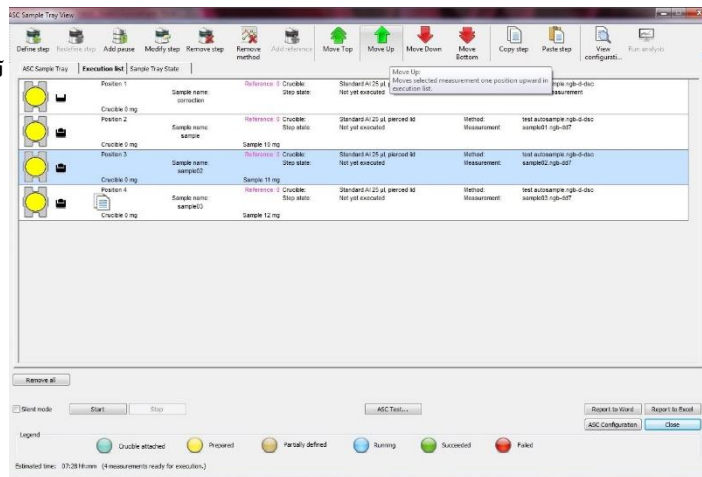 ASC Sample Tray View
Define step Redefine step Add pause Modify step Remove step Remove method Add reference Move Top Move Up Move Down Move Bottom Copy step Paste step View configurati... Run analysis
ASC Sample Tray Execution list Sample Tray State
Move Up:
Moves selected measurement one position upward in execution list.
Position 1 Reference: 0 Crucible: Standard Al 25 µl, p
Sample name: Step state: Not yet executed
correction
Crucible 0 mg
Position 2 Reference: 0 Crucible: Standard Al 25 µl, pierced lid Method: test autosample.ngb-d-dsc
Sample name: Step state: Not yet executed Measurement: sample01.ngb-dd7
sample
Crucible 0 mg Sample 10 mg
Position 3 Reference: 0 Crucible: Standard Al 25 µl, pierced lid Method: test autosample.ngb-d-dsc
Sample name: Step state: Not yet executed Measurement: sample02.ngb-dd7
sample02
Crucible 0 mg Sample 11 mg
Position 4 Reference: 0 Crucible: Standard Al 25 µl, pierced lid Method: test autosample.ngb-d-dsc
Sample name: Step state: Not yet executed Measurement: sample03.ngb-dd7
sample03
Crucible 0 mg Sample 12 mg
Remove all
Silent mode Start Stop ASC Test... Report to Word Report to Excel
ASC Configuration Close
Legend
Crucible attached Prepared Partially defined Running Succeeded Failed
Estimated time: 07:28 hh:mm (4 measurements ready for execution.)